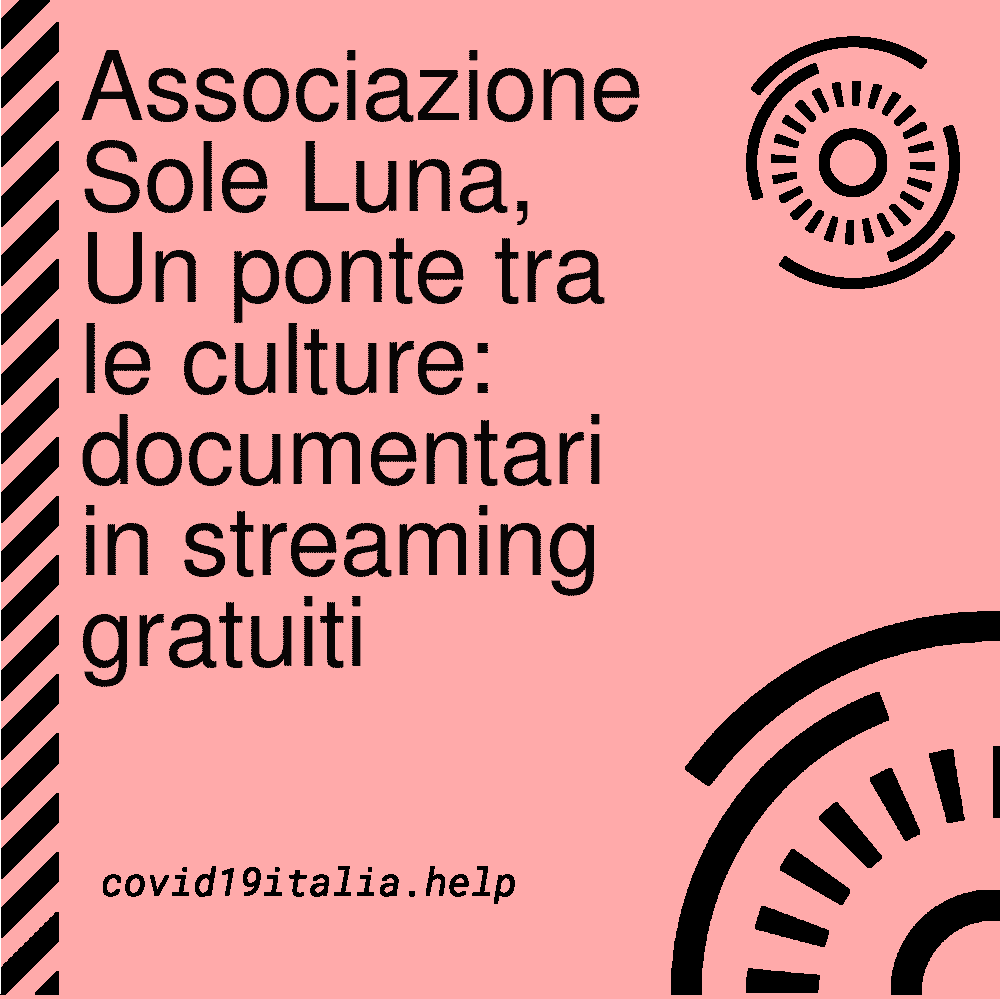 Associazione
Sole Luna,
Un ponte tra
le culture:
documentari
in streaming
gratuiti
covid19italia.help